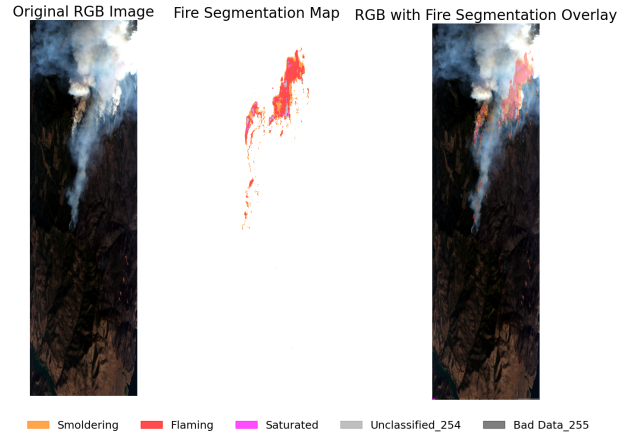 Original RGB Image
Fire Segmentation Map
RGB with Fire Segmentation Overlay
Smoldering
Flaming
Saturated
Unclassified_254
Bad Data_255